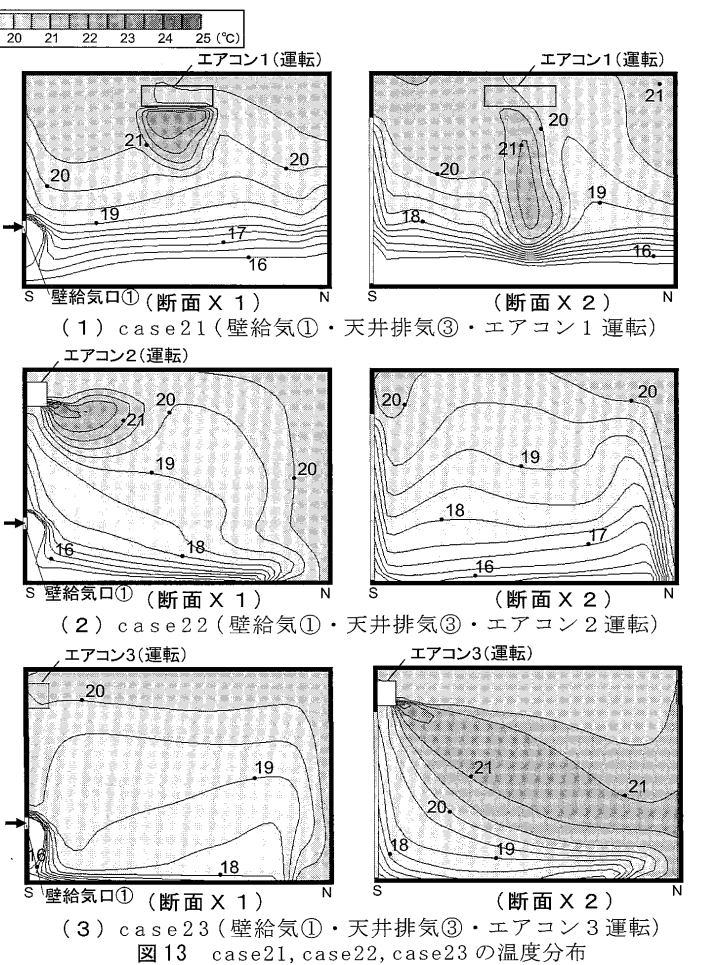 20 21 22 23 24 25 (℃)
エアコン1(運転) エアコン1(運転)
21
20
21 21
20 20
20
19 19
18
17
16 16
S 壁給気口① (断面X1) N S (断面X2) N
(1) case21(壁給気①・天井排気③・エアコン1運転)
エアコン2(運転)
20 20 20
21
19 20 19
18
17
16 18 16
S 壁給気口① (断面X1) N S (断面X2) N
(2) case22(壁給気①・天井排気③・エアコン2運転)
エアコン3(運転) エアコン3(運転)
20
19 21
21
20
16 18 18 19
S 壁給気口① (断面X1) N S (断面X2) N
(3) case23(壁給気①・天井排気③・エアコン3運転)
図13 case21,case22,case23の温度分布